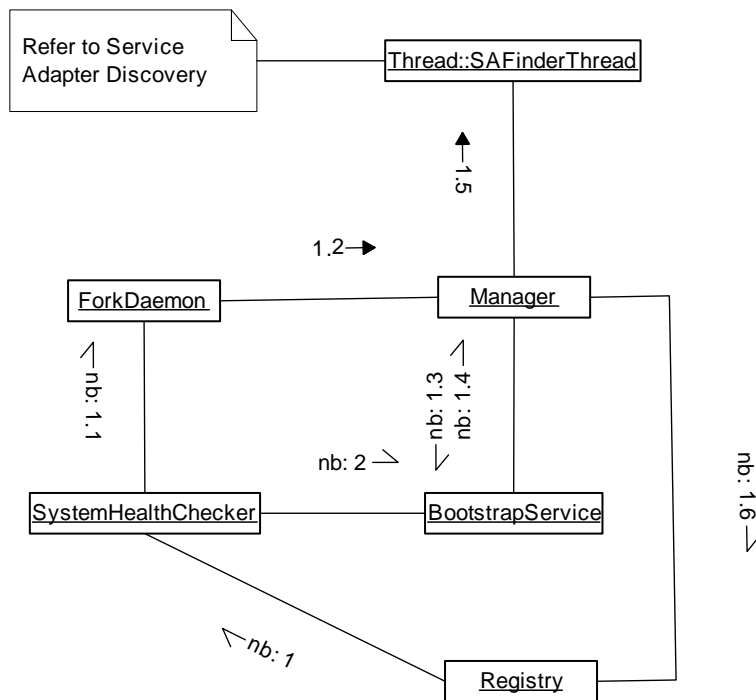 Refer to Service
Adapter Discovery
Thread::SAFinderThread
1.5
1.2
ForkDaemon
Manager
nb: 1.1
nb: 1.3
nb: 1.4
nb: 2
nb: 1.6
SystemHealthChecker
BootstrapService
nb: 1
Registry